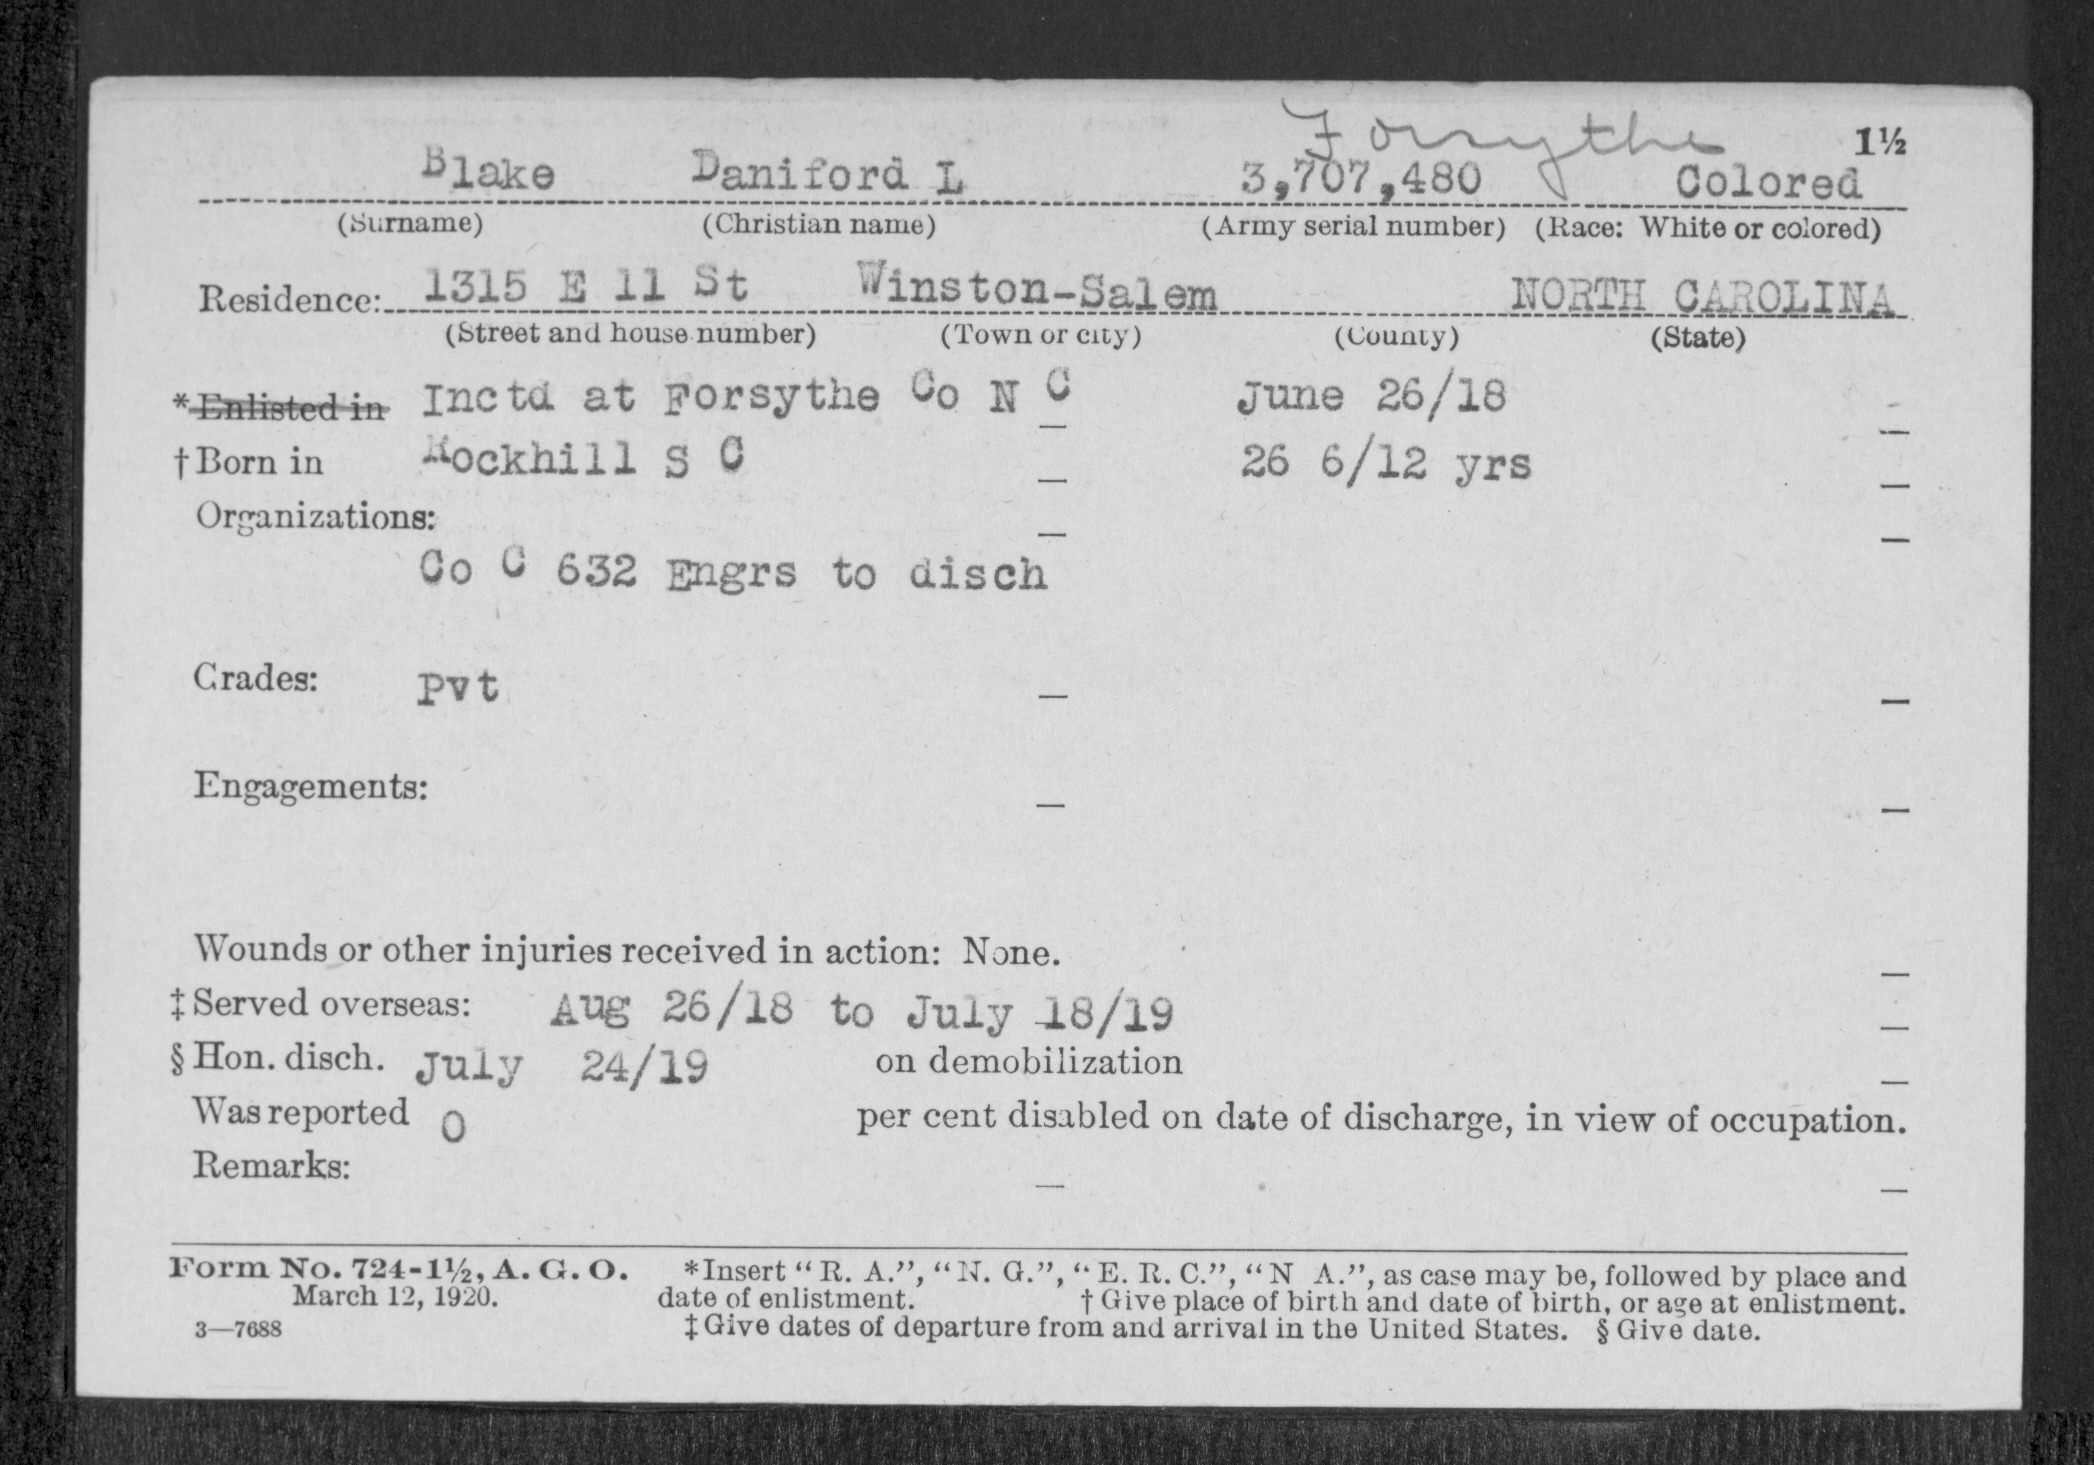 Forsythe 1½
Blake Daniford L 3,707,480 Colored
(Surname) (Christian name) (Army serial number) (Race: White or colored)
Residence: 1315 E 11 St Winston-Salem NORTH CAROLINA
(Street and house number) (Town or city) (County) (State)
*Enlisted in Inctd at Forsythe Co N C June 26/18
†Born in Rockhill S C 26 6/12 yrs
Organizations:
Co C 632 Engrs to disch
Grades: pvt
Engagements:
Wounds or other injuries received in action: None.
‡Served overseas: Aug 26/18 to July 18/19
§Hon. disch. July 24/19 on demobilization
Was reported 0 per cent disabled on date of discharge, in view of occupation.
Remarks:
Form No. 724-1½, A. G. O. *Insert "R. A.", "N. G.", "E. R. C.", "N A.", as case may be, followed by place and
March 12, 1920. date of enlistment. †Give place of birth and date of birth, or age at enlistment.
3—7688 ‡Give dates of departure from and arrival in the United States. §Give date.